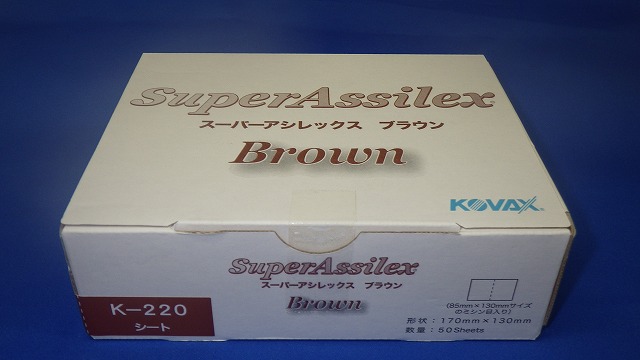 SuperAssilex
スーパーアシレックス ブラウン
Brown
KOVAX
SuperAssilex
スーパーアシレックス ブラウン
Brown
K-220
シート
(85mm×130mmサイズ
のミシン目入り)
形状:170mm×130mm
数量:50Sheets